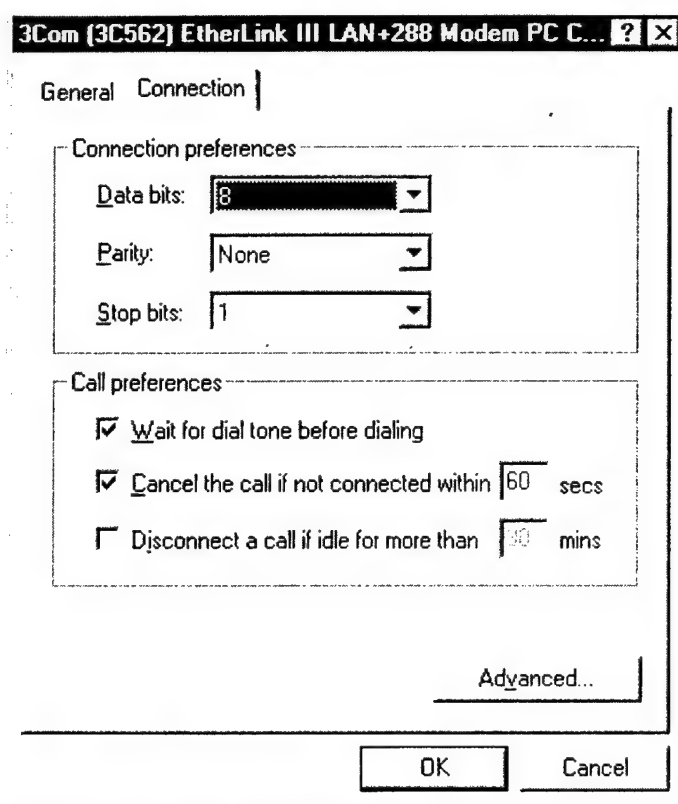 3Com (3C562) EtherLink III LAN+288 Modem PC C... ? X
General Connection
Connection preferences
Data bits: 8
Parity: None
Stop bits: 1
Call preferences
Wait for dial tone before dialing
Cancel the call if not connected within 60 secs
Disconnect a call if idle for more than 30 mins
Advanced...
OK Cancel